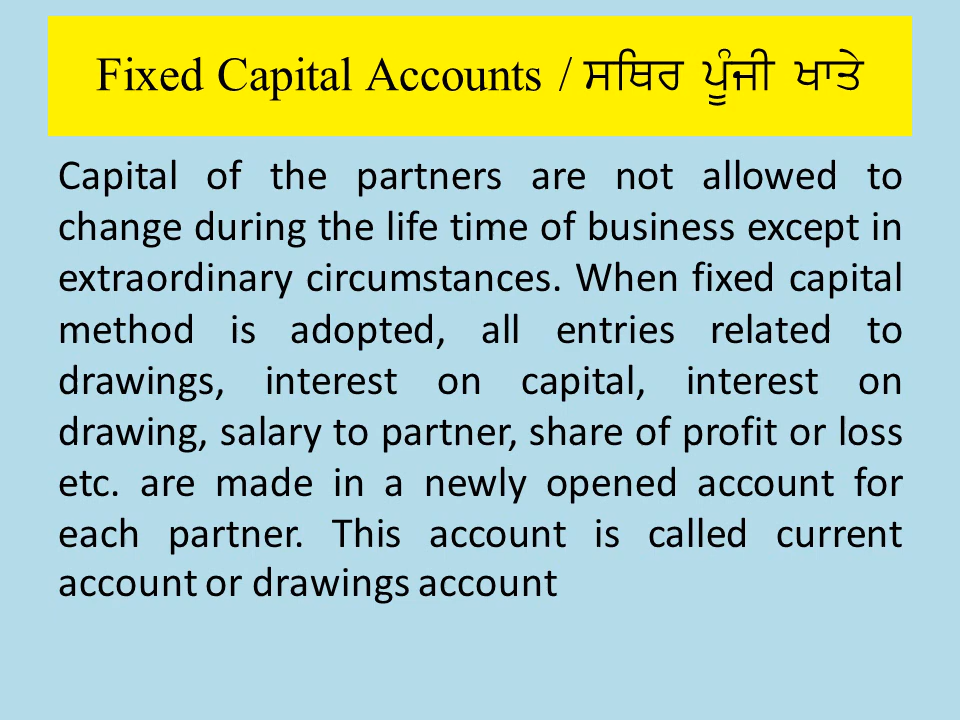 Fixed Capital Accounts / ਸਥਿਰ ਪੂੰਜੀ ਖਾਤੇ
Capital of the partners are not allowed to
change during the life time of business except in
extraordinary circumstances. When fixed capital
method is adopted, all entries related to
drawings, interest on capital, interest on
drawing, salary to partner, share of profit or loss
etc. are made in a newly opened account for
each partner. This account is called current
account or drawings account